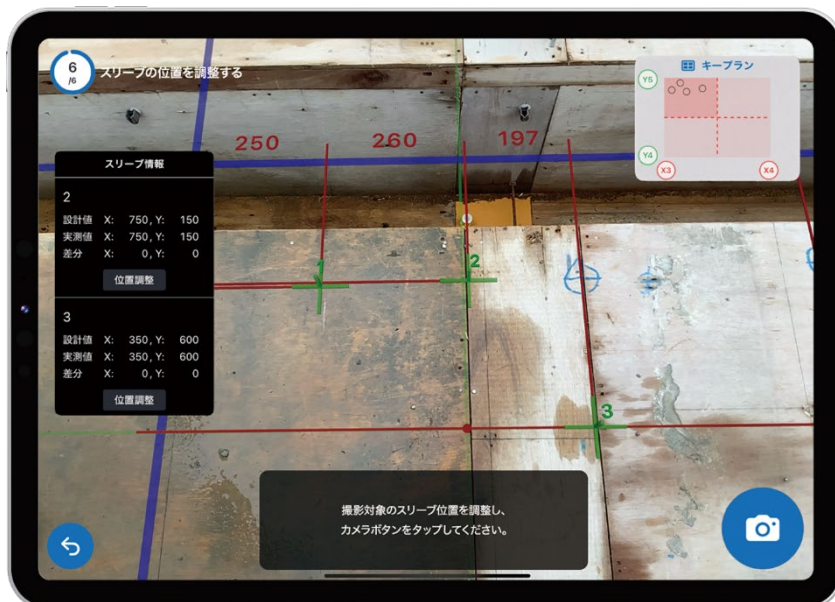 6
/6
スリーブの位置を調整する
キープラン
Y5
Y4
X3
X4
250
260
197
スリーブ情報
2
設計値 X: 750, Y: 150
実測値 X: 750, Y: 150
差分 X: 0, Y: 0
位置調整
3
設計値 X: 350, Y: 600
実測値 X: 350, Y: 600
差分 X: 0, Y: 0
位置調整
1
2
3
撮影対象のスリーブ位置を調整し、
カメラボタンをタップしてください。